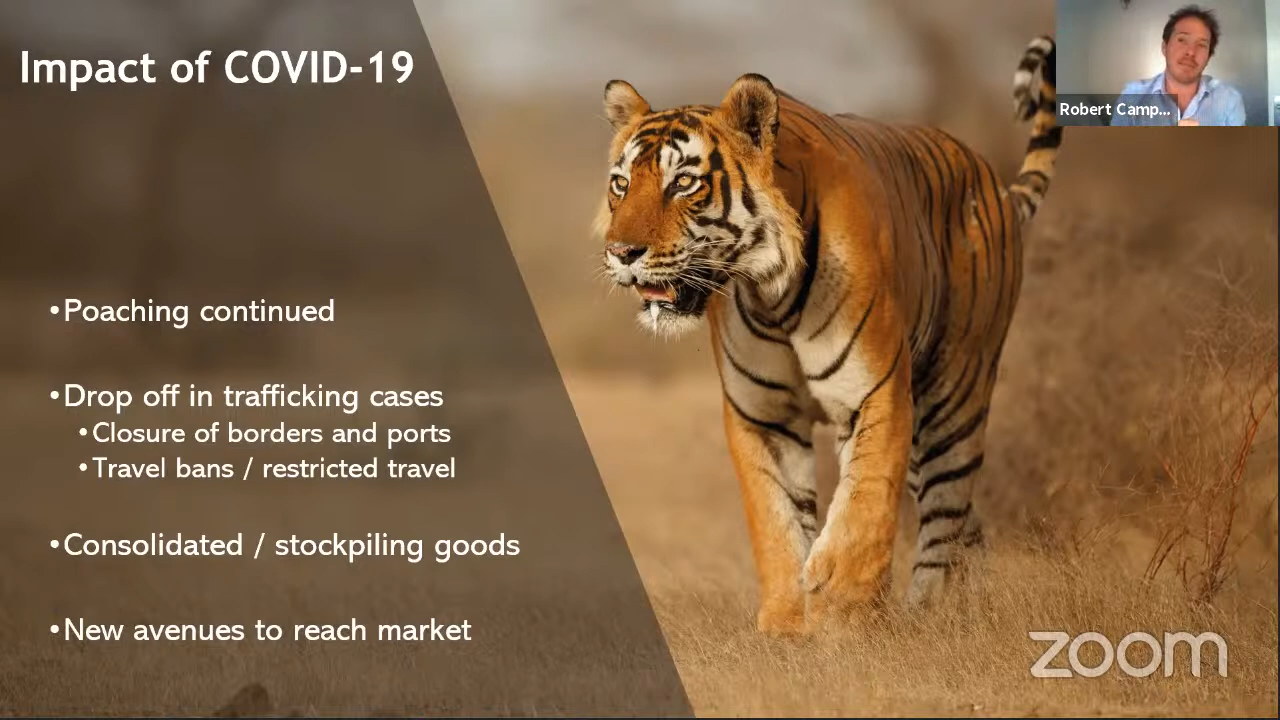 Impact of COVID-19
Robert Camp...
•Poaching continued
•Drop off in trafficking cases
•Closure of borders and ports
•Travel bans / restricted travel
•Consolidated / stockpiling goods
•New avenues to reach market
zoom